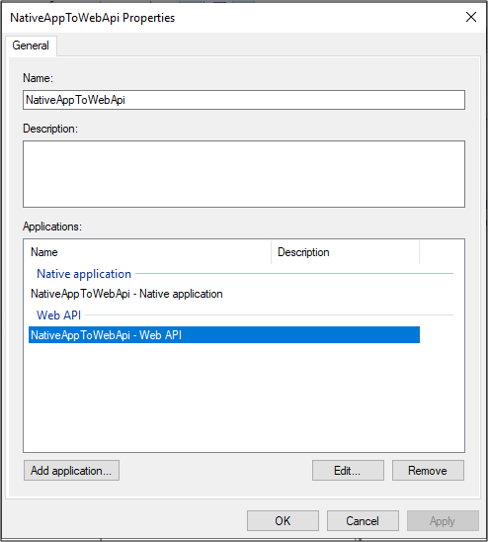 NativeAppToWebApi Properties
General
Name:
NativeAppToWebApi
Description:
Applications:
Name Description
Native application
NativeAppToWebApi - Native application
Web API
NativeAppToWebApi - Web API
Add application... Edit... Remove
OK Cancel Apply